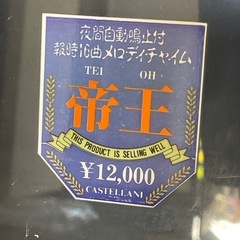 夜間自動鳴止付
報時16曲メロディチャイム
TEI OH
帝王
THIS PRODUCT IS SELLING WELL
¥12,000
CASTELLANI